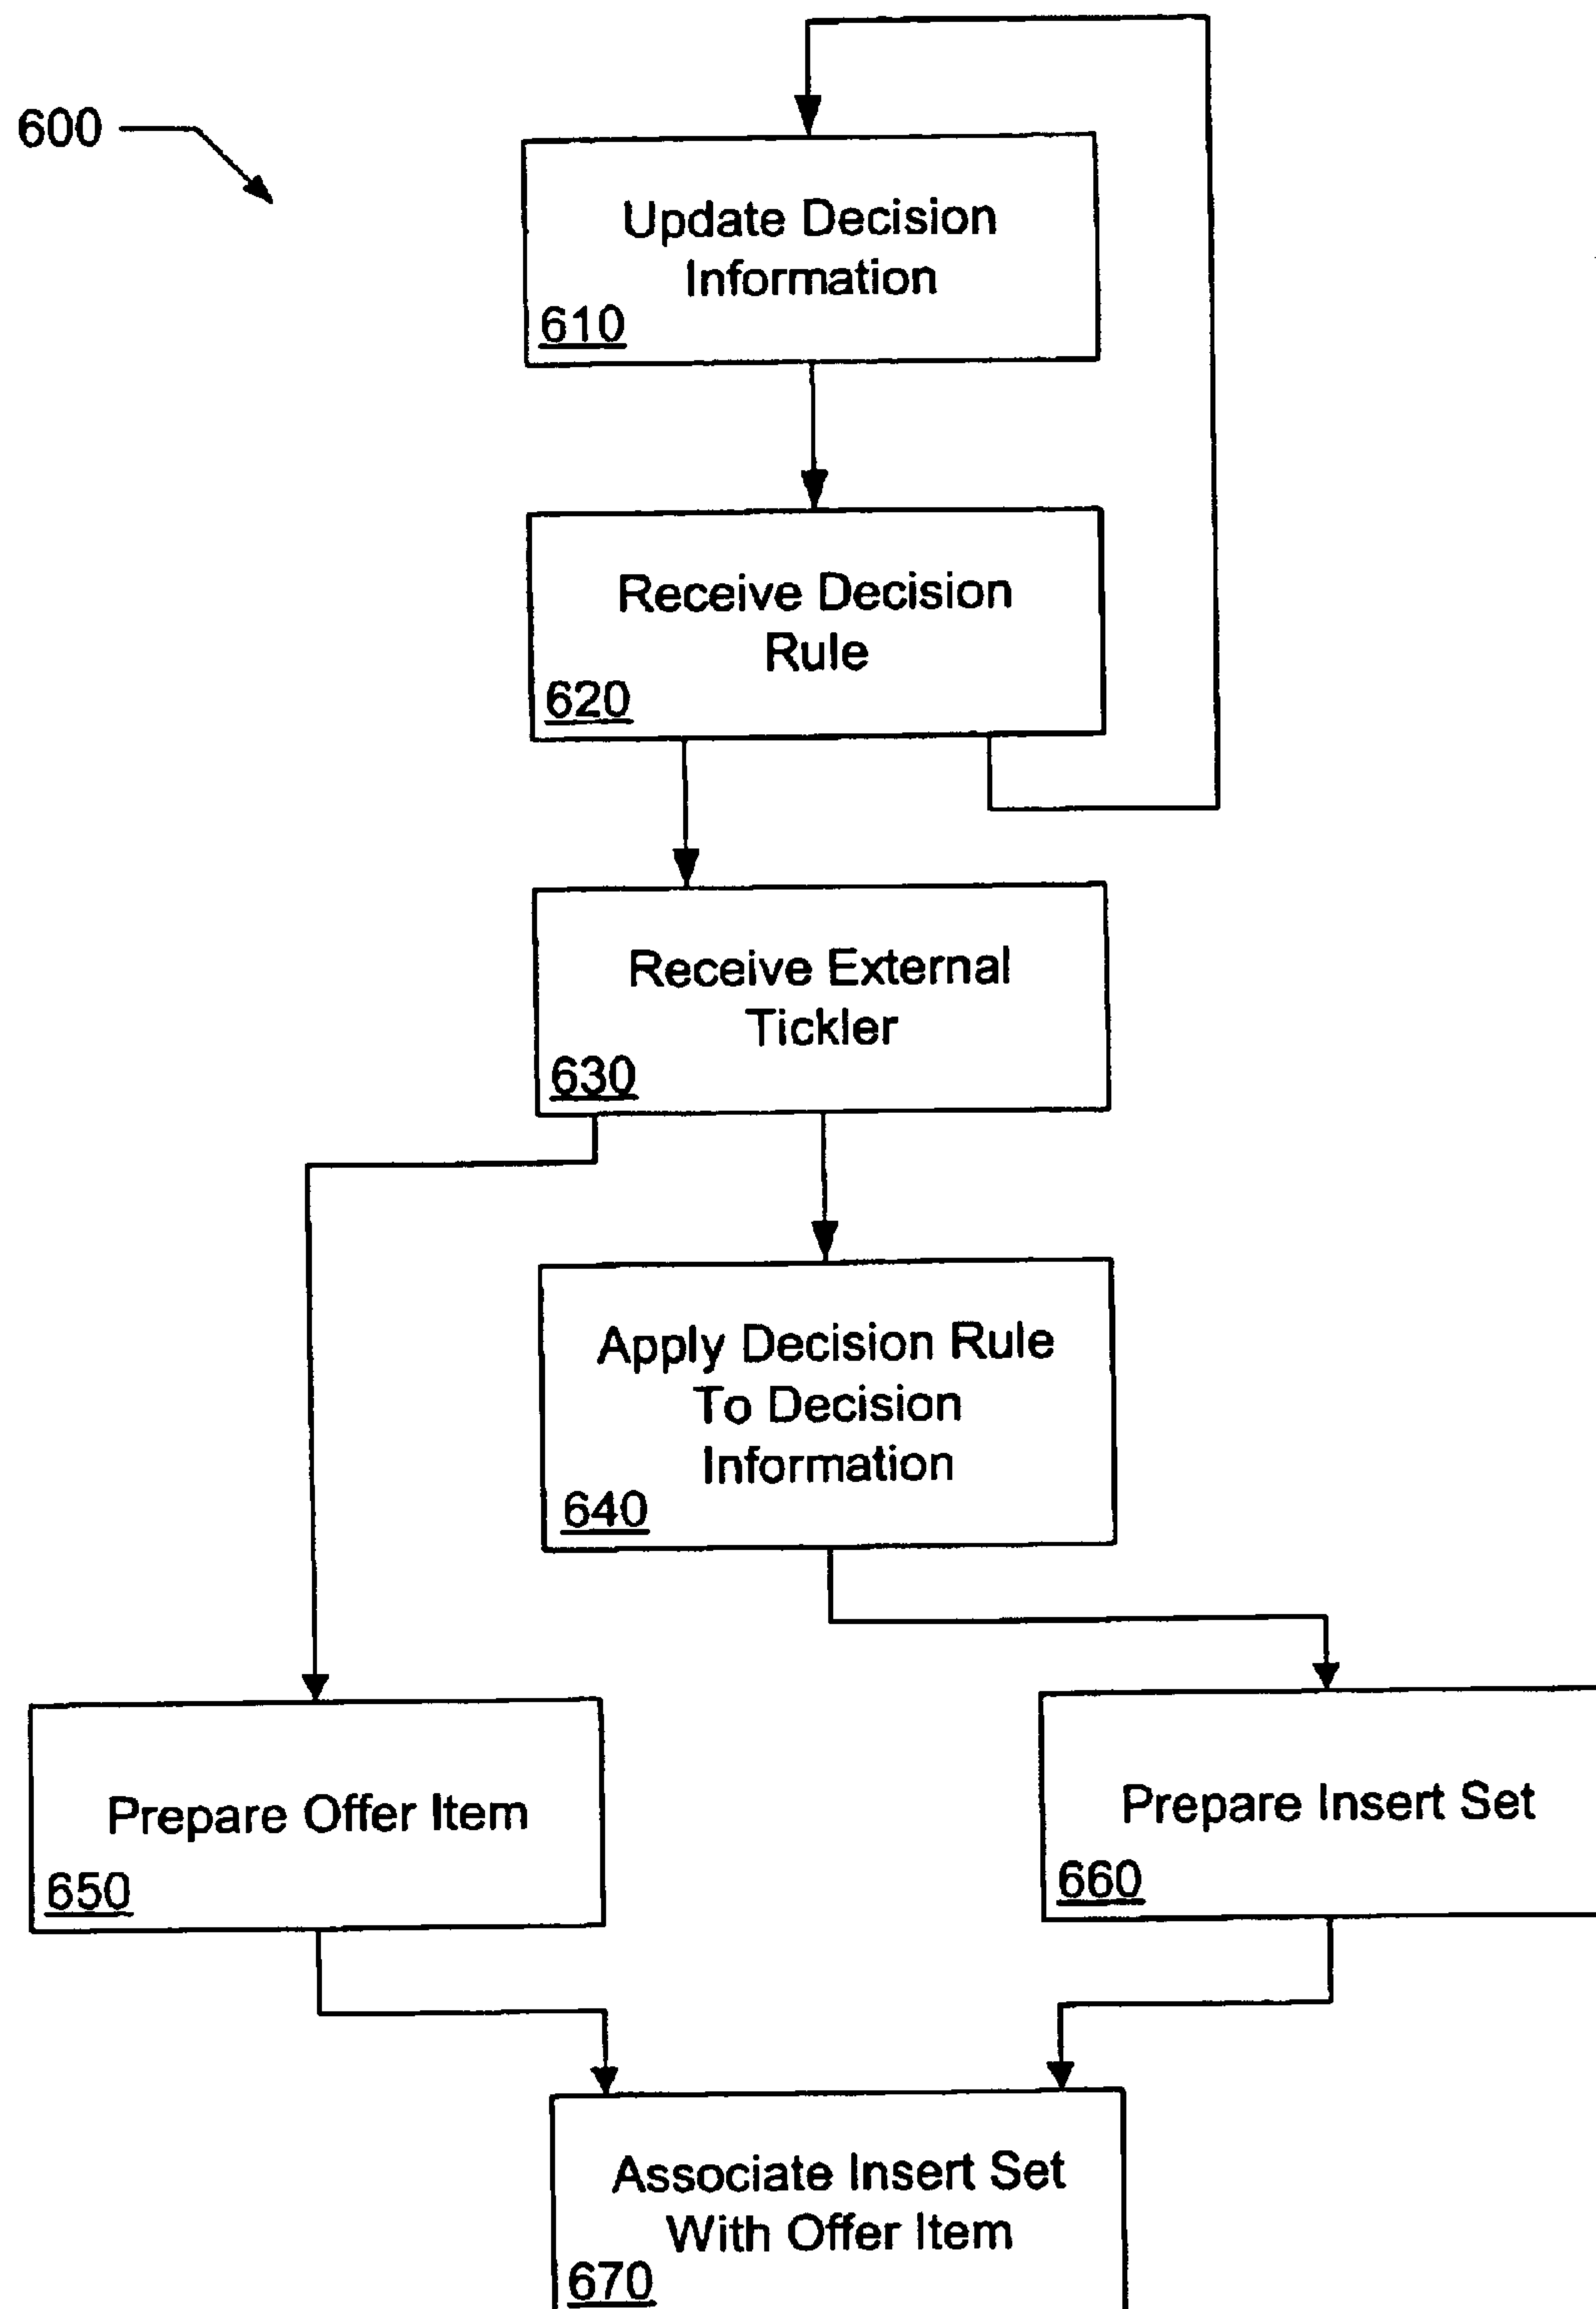 600
Update Decision
Information
610
Receive Decision
Rule
620
Receive External
Tickler
630
Apply Decision Rule
To Decision
Information
640
Prepare Offer Item
650
Prepare Insert Set
660
Associate Insert Set
With Offer Item
670